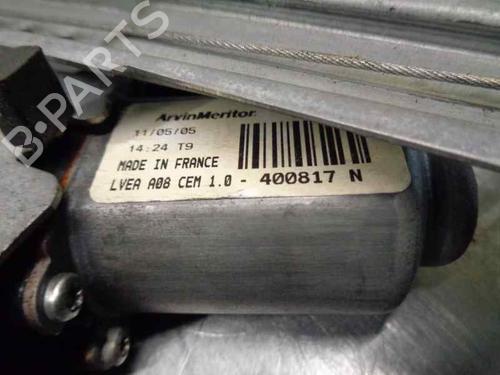 B-PARTS
ArvinMeritor
11/05/05
14:24 T9
MADE IN FRANCE
LVEA A08 CEM 1.0 - 400817 N